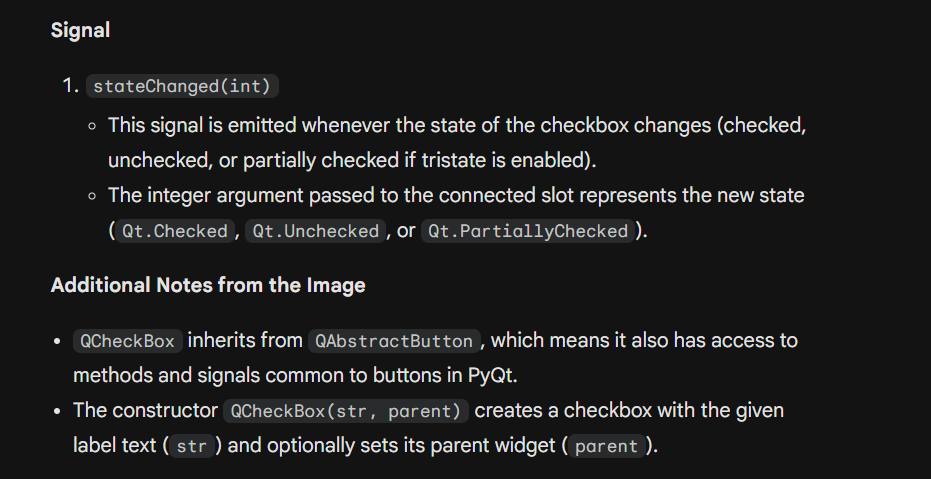 Signal
1. stateChanged(int)
This signal is emitted whenever the state of the checkbox changes (checked,
unchecked, or partially checked if tristate is enabled).
The integer argument passed to the connected slot represents the new state
( Qt.Checked , Qt.Unchecked , or Qt.PartiallyChecked ).
Additional Notes from the Image
QCheckBox inherits from QAbstractButton , which means it also has access to
methods and signals common to buttons in PyQt.
The constructor QCheckBox(str, parent) creates a checkbox with the given
label text ( str ) and optionally sets its parent widget ( parent ).